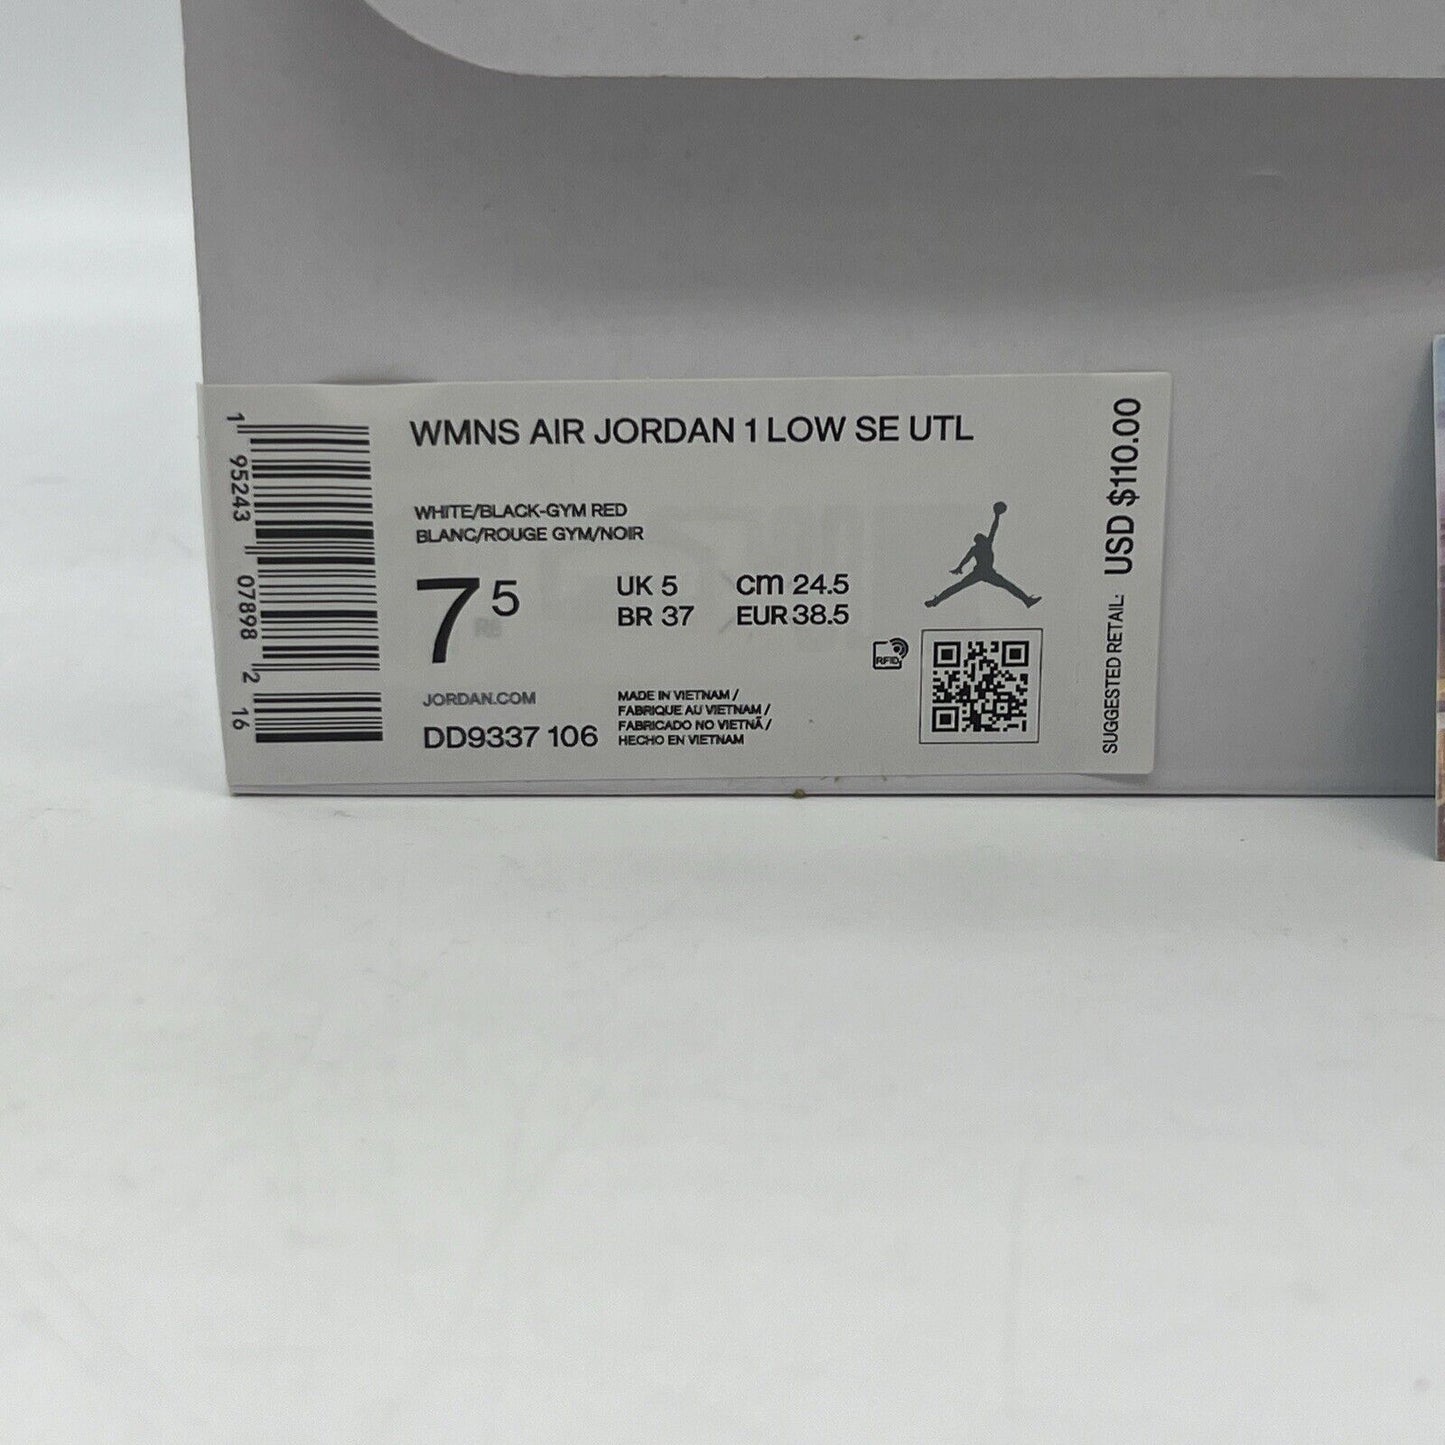 WMNS AIR JORDAN 1 LOW SE UTL
WHITE/BLACK-GYM RED
BLANC/ROUGE GYM/NOIR
7 5
UK 5 cm 24.5
BR 37 EUR 38.5
RFID
JORDAN.COM
DD9337 106
MADE IN VIETNAM /
FABRIQUE AU VIETNAM /
FABRICADO NO VIETNÃ /
HECHO EN VIETNAM
SUGGESTED RETAIL: USD $110.00
1 95243 07898 2 16